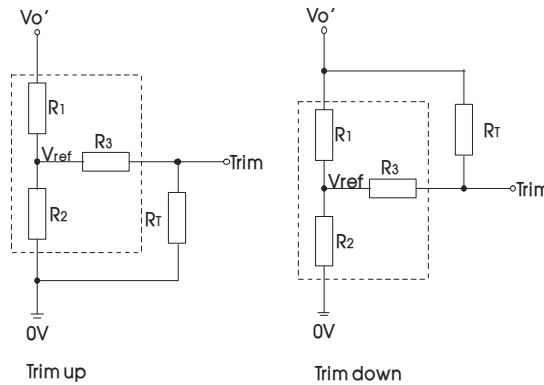 Vo'
R1
Vref
R3
Trim
R2
RT
0V
Trim up
Vo'
R1
RT
Vref
R3
Trim
R2
0V
Trim down